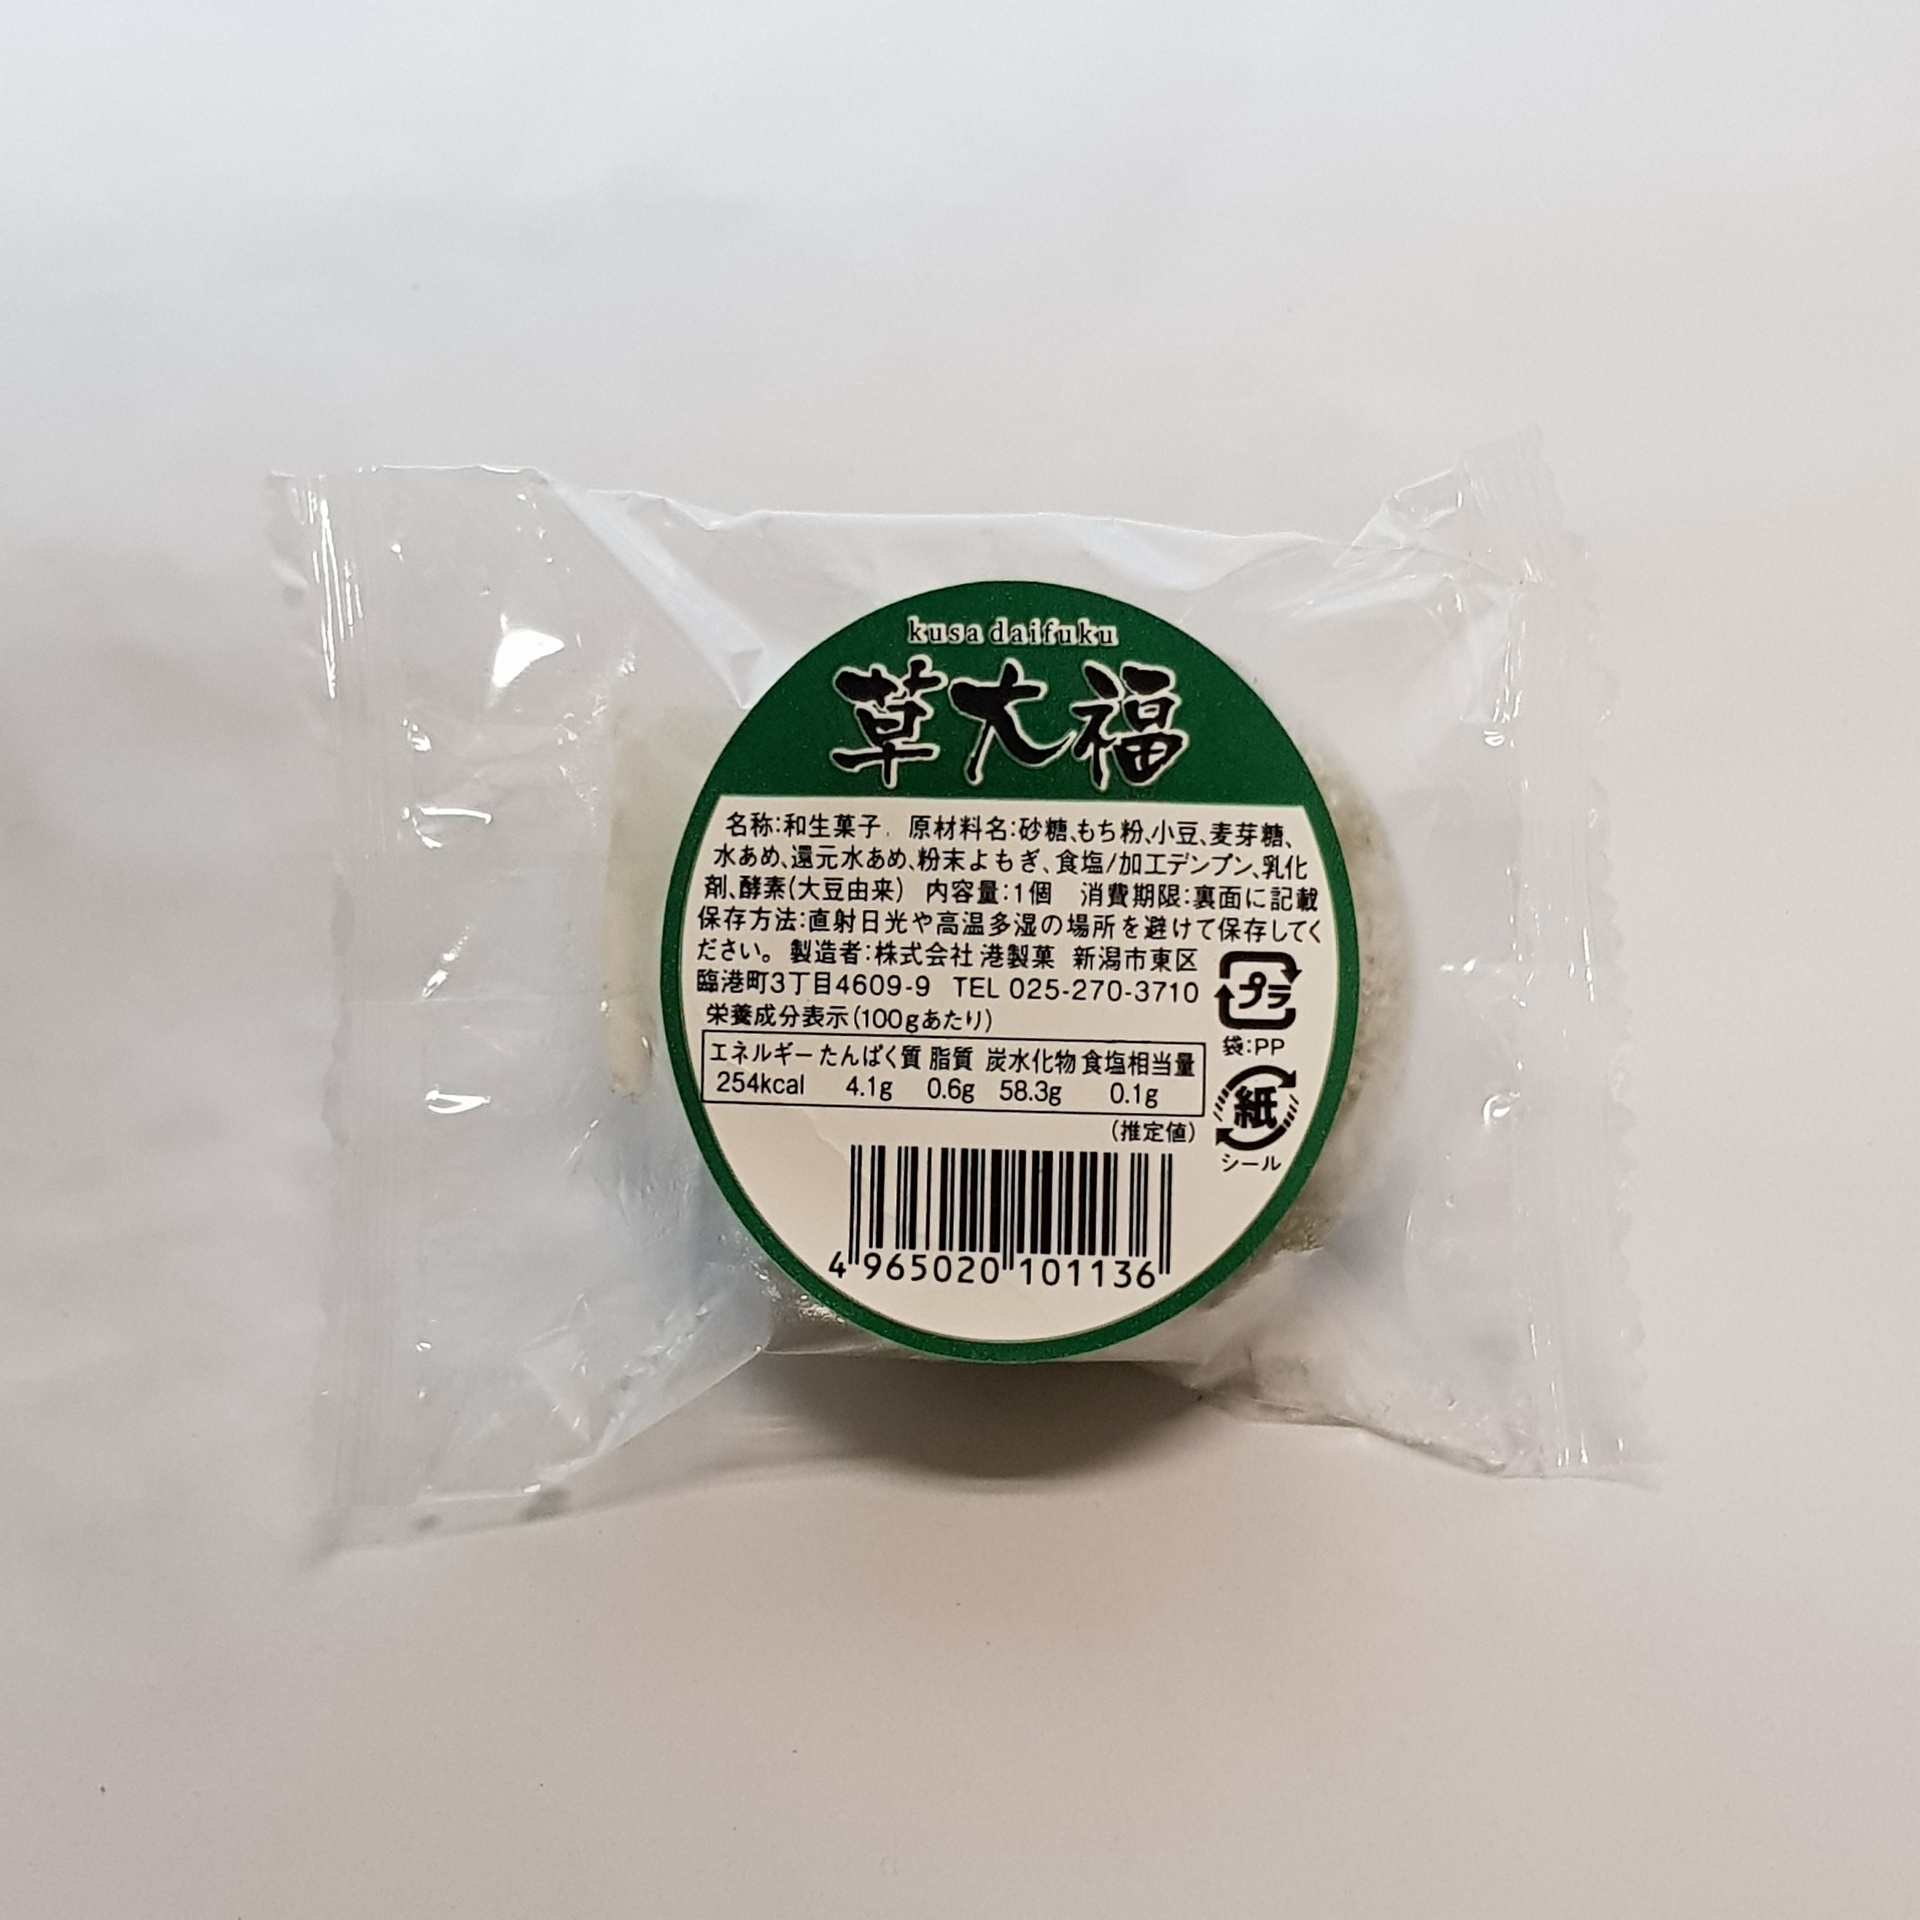 kusa daifuku
草大福
名称:和生菓子. 原材料名:砂糖、もち粉、小豆、麦芽糖、
水あめ、還元水あめ、粉末よもぎ、食塩/加工デンプン、乳化
剤、酵素(大豆由来) 内容量:1個 消費期限:裏面に記載
保存方法:直射日光や高温多湿の場所を避けて保存してく
ださい。 製造者:株式会社 港製菓 新潟市東区
臨港町3丁目4609-9 TEL 025-270-3710
プラ
栄養成分表示(100gあたり)
袋:PP
エネルギー たんぱく質 脂質 炭水化物 食塩相当量
254kcal 4.1g 0.6g 58.3g 0.1g
紙
(推定値)
シール
4 965020 101136